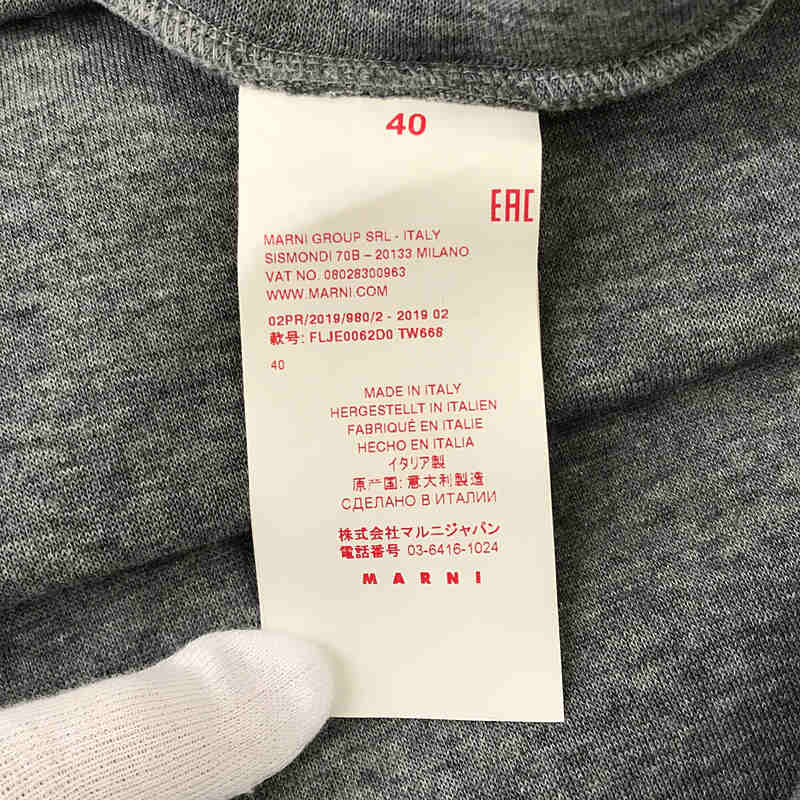 40
EAC
MARNI GROUP SRL - ITALY
SISMONDI 70B – 20133 MILANO
VAT NO. 08028300963
WWW.MARNI.COM
02PR/2019/980/2 - 2019 02
款号: FLJE0062D0 TW668
40
MADE IN ITALY
HERGESTELLT IN ITALIEN
FABRIQUÉ EN ITALIE
HECHO EN ITALIA
イタリア製
原产国: 意大利製造
СДЕЛАНО В ИТАЛИИ
株式会社マルニジャパン
電話番号 03-6416-1024
MARNI